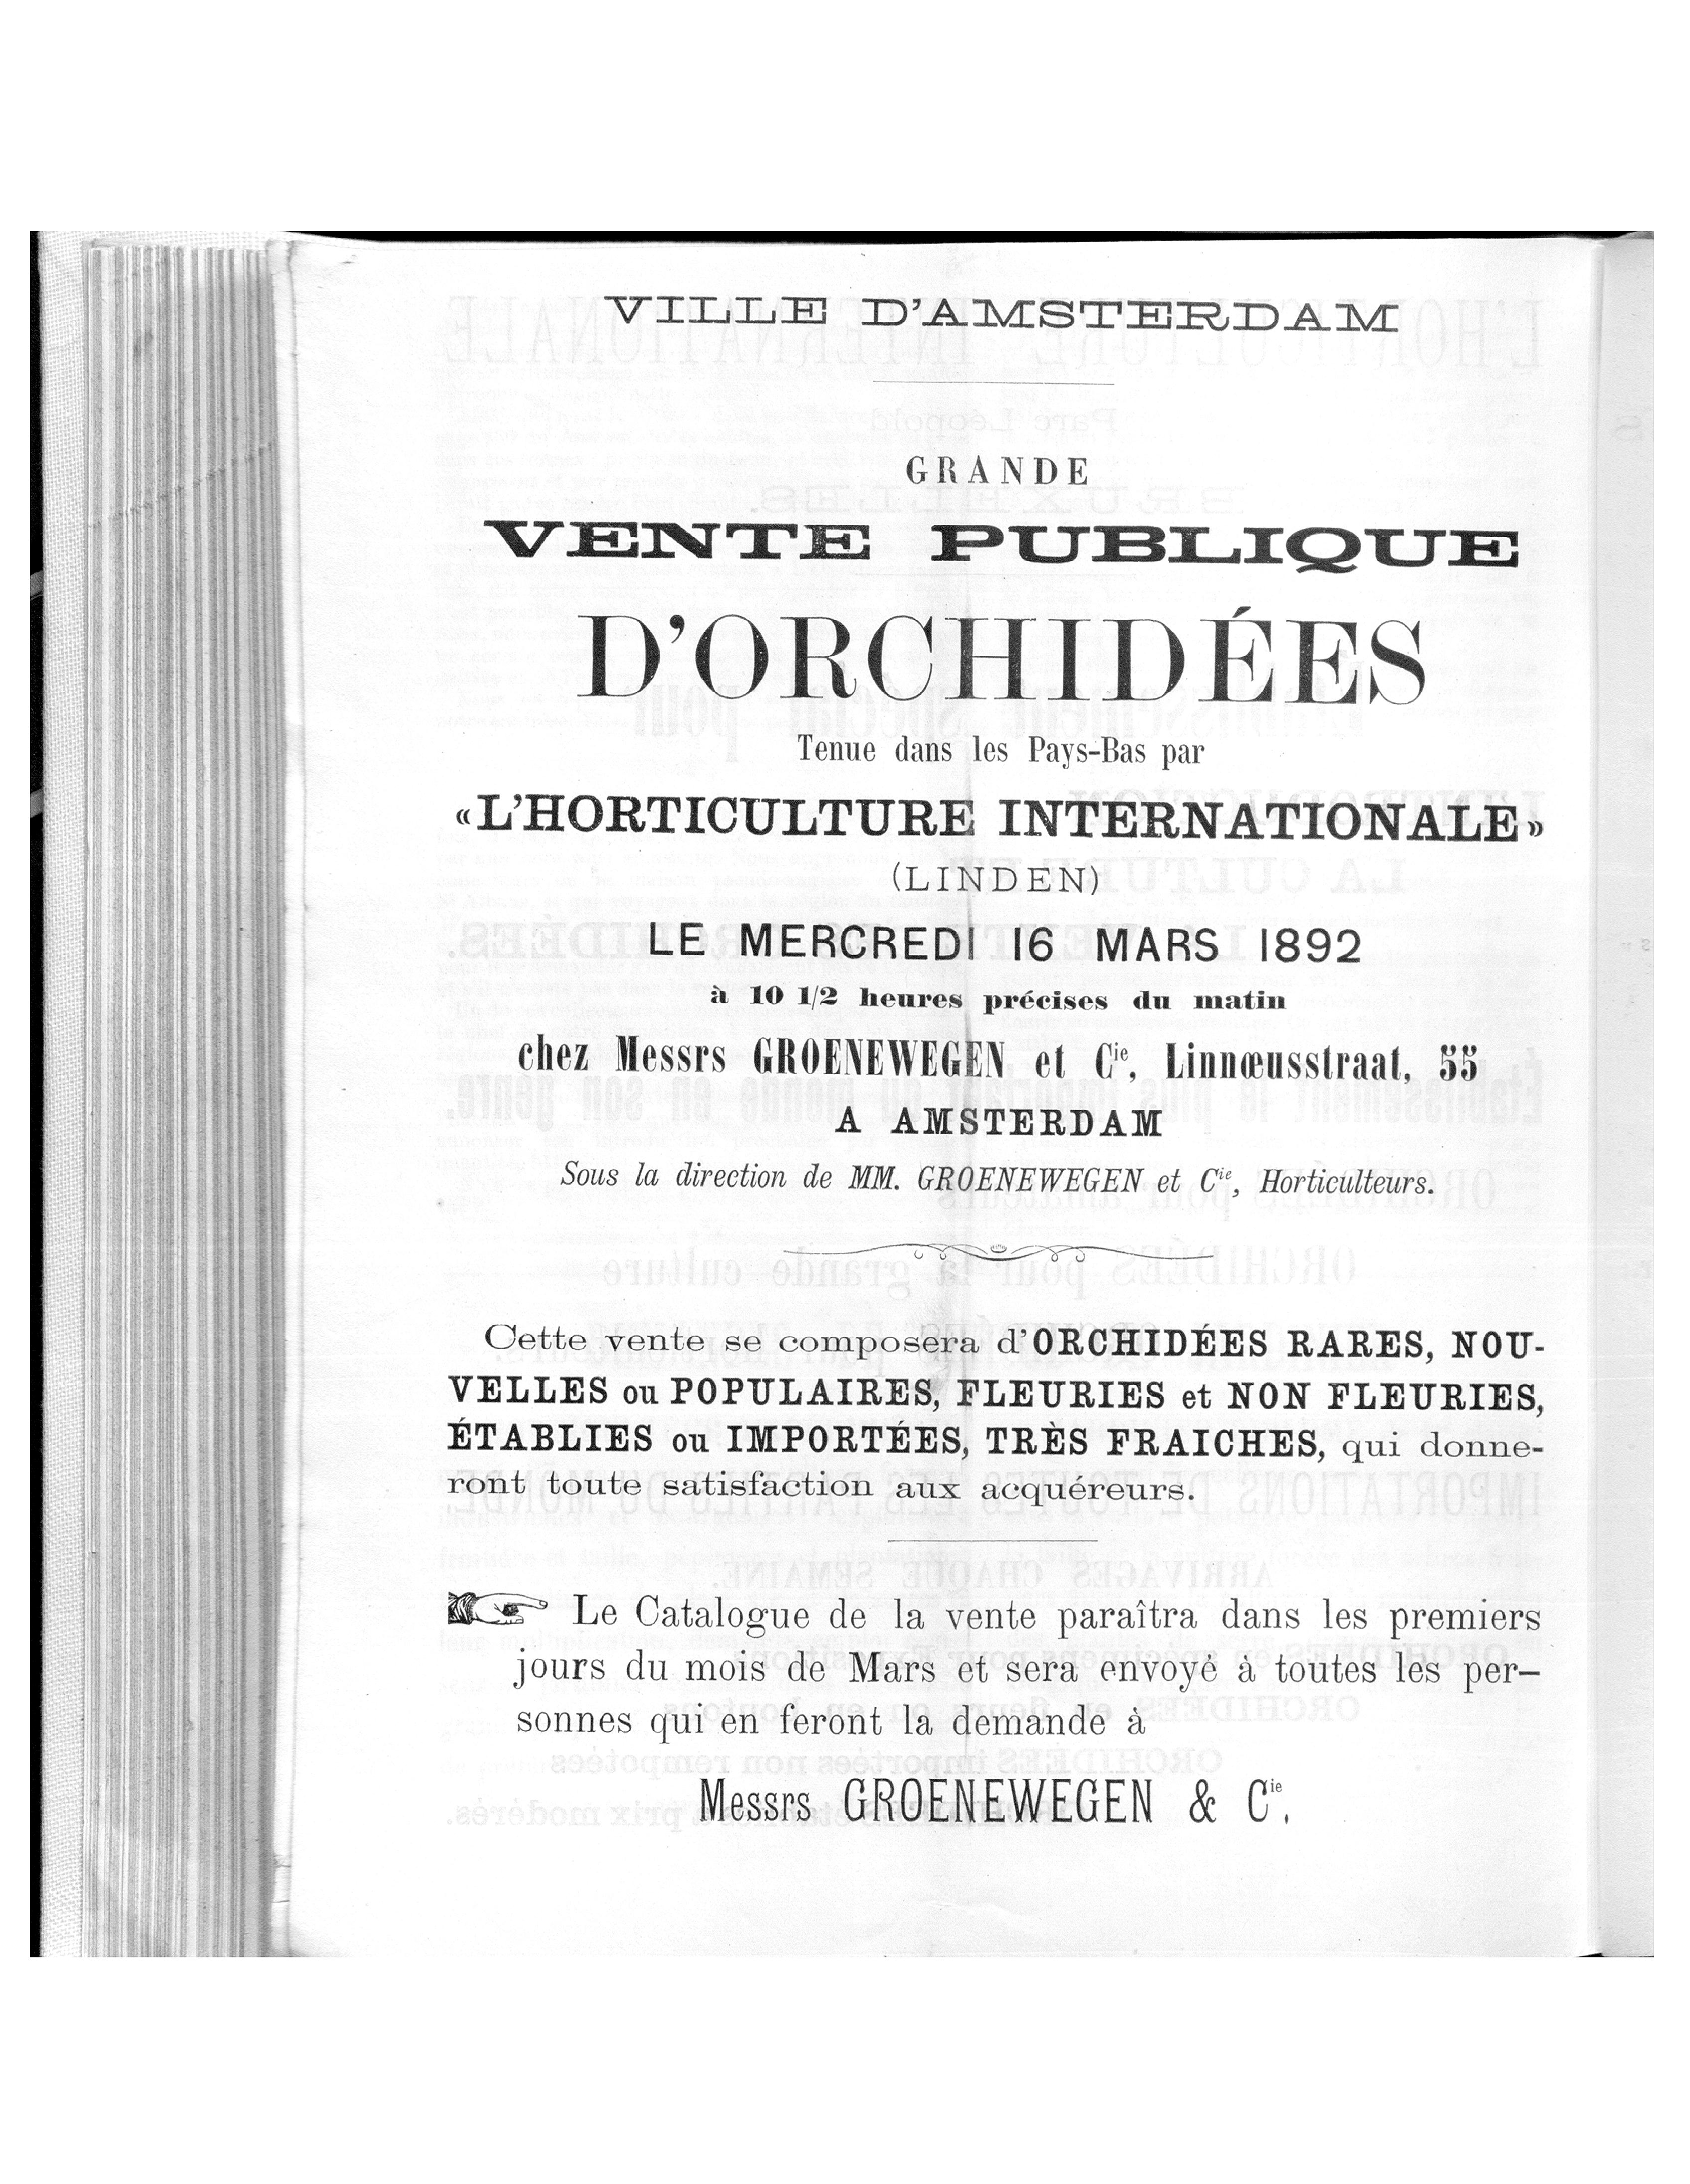 VILLE D'AMSTERDAM
GRANDE
VENTE PUBLIQUE
D'ORCHIDÉES
Tenue dans les Pays-Bas par
«L'HORTICULTURE INTERNATIONALE»
(LINDEN)
LE MERCREDI 16 MARS 1892
à 10 1/2 heures précises du matin
chez Messrs GROENEWEGEN et Cie, Linnœusstraat, 55
A AMSTERDAM
Sous la direction de MM. GROENEWEGEN et Cie, Horticulteurs.
Cette vente se composera d'ORCHIDÉES RARES, NOU-
VELLES ou POPULAIRES, FLEURIES et NON FLEURIES,
ÉTABLIES ou IMPORTÉES, TRÈS FRAICHES, qui donne-
ront toute satisfaction aux acquéreurs.
Le Catalogue de la vente paraîtra dans les premiers
jours du mois de Mars et sera envoyé à toutes les per-
sonnes qui en feront la demande à
Messrs GROENEWEGEN & Cie.